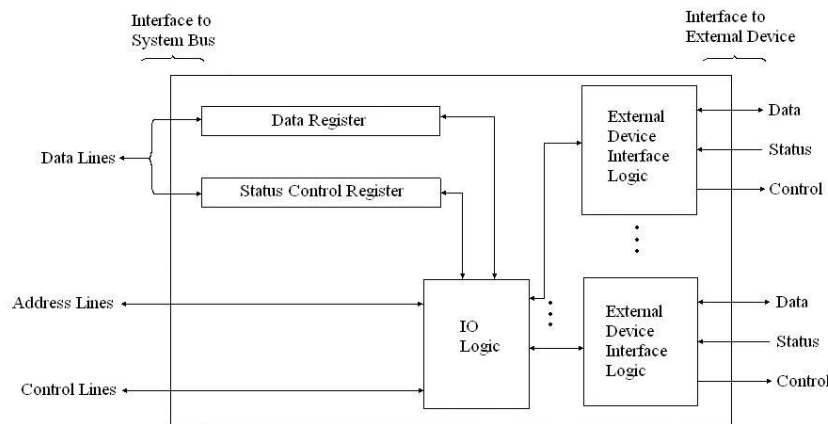 Interface to
System Bus
Interface to
External Device
Data Register
External
Device
Interface
Logic
Data
Data Lines
Status
Status Control Register
Control
Address Lines
IO
Logic
External
Device
Interface
Logic
Data
Status
Control Lines
Control